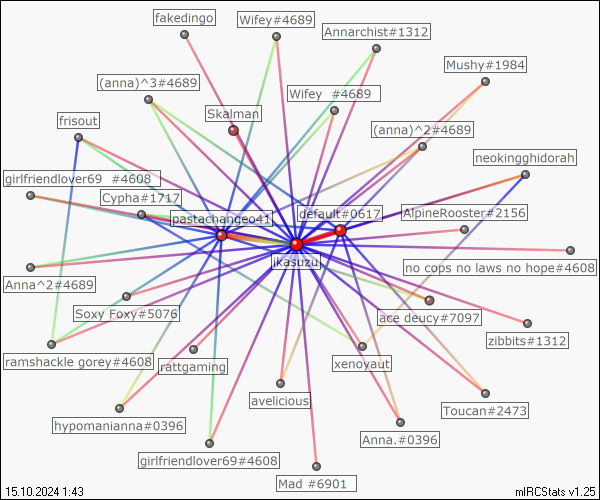 fakedingo
Wifey#4689
Annarchist#1312
Mushy#1984
(anna)^3#4689
Wifey  #4689
Skalman
frisout
(anna)^2#4689
neokingghidorah
girlfriendlover69  #4608
Cypha#1717
pastachangeo41
default#0617
AlpineRooster#2156
ikasuzu
no cops no laws no hope#4608
Anna^2#4689
Soxy Foxy#5076
ace deucy#7097
zibbits#1312
ramshackle gorey#4608
rattgaming
xenoyaut
avelicious
Toucan#2473
hypomanianna#0396
Anna.#0396
girlfriendlover69#4608
Mad #6901
15.10.2024 1:43
mIRCStats v1.25